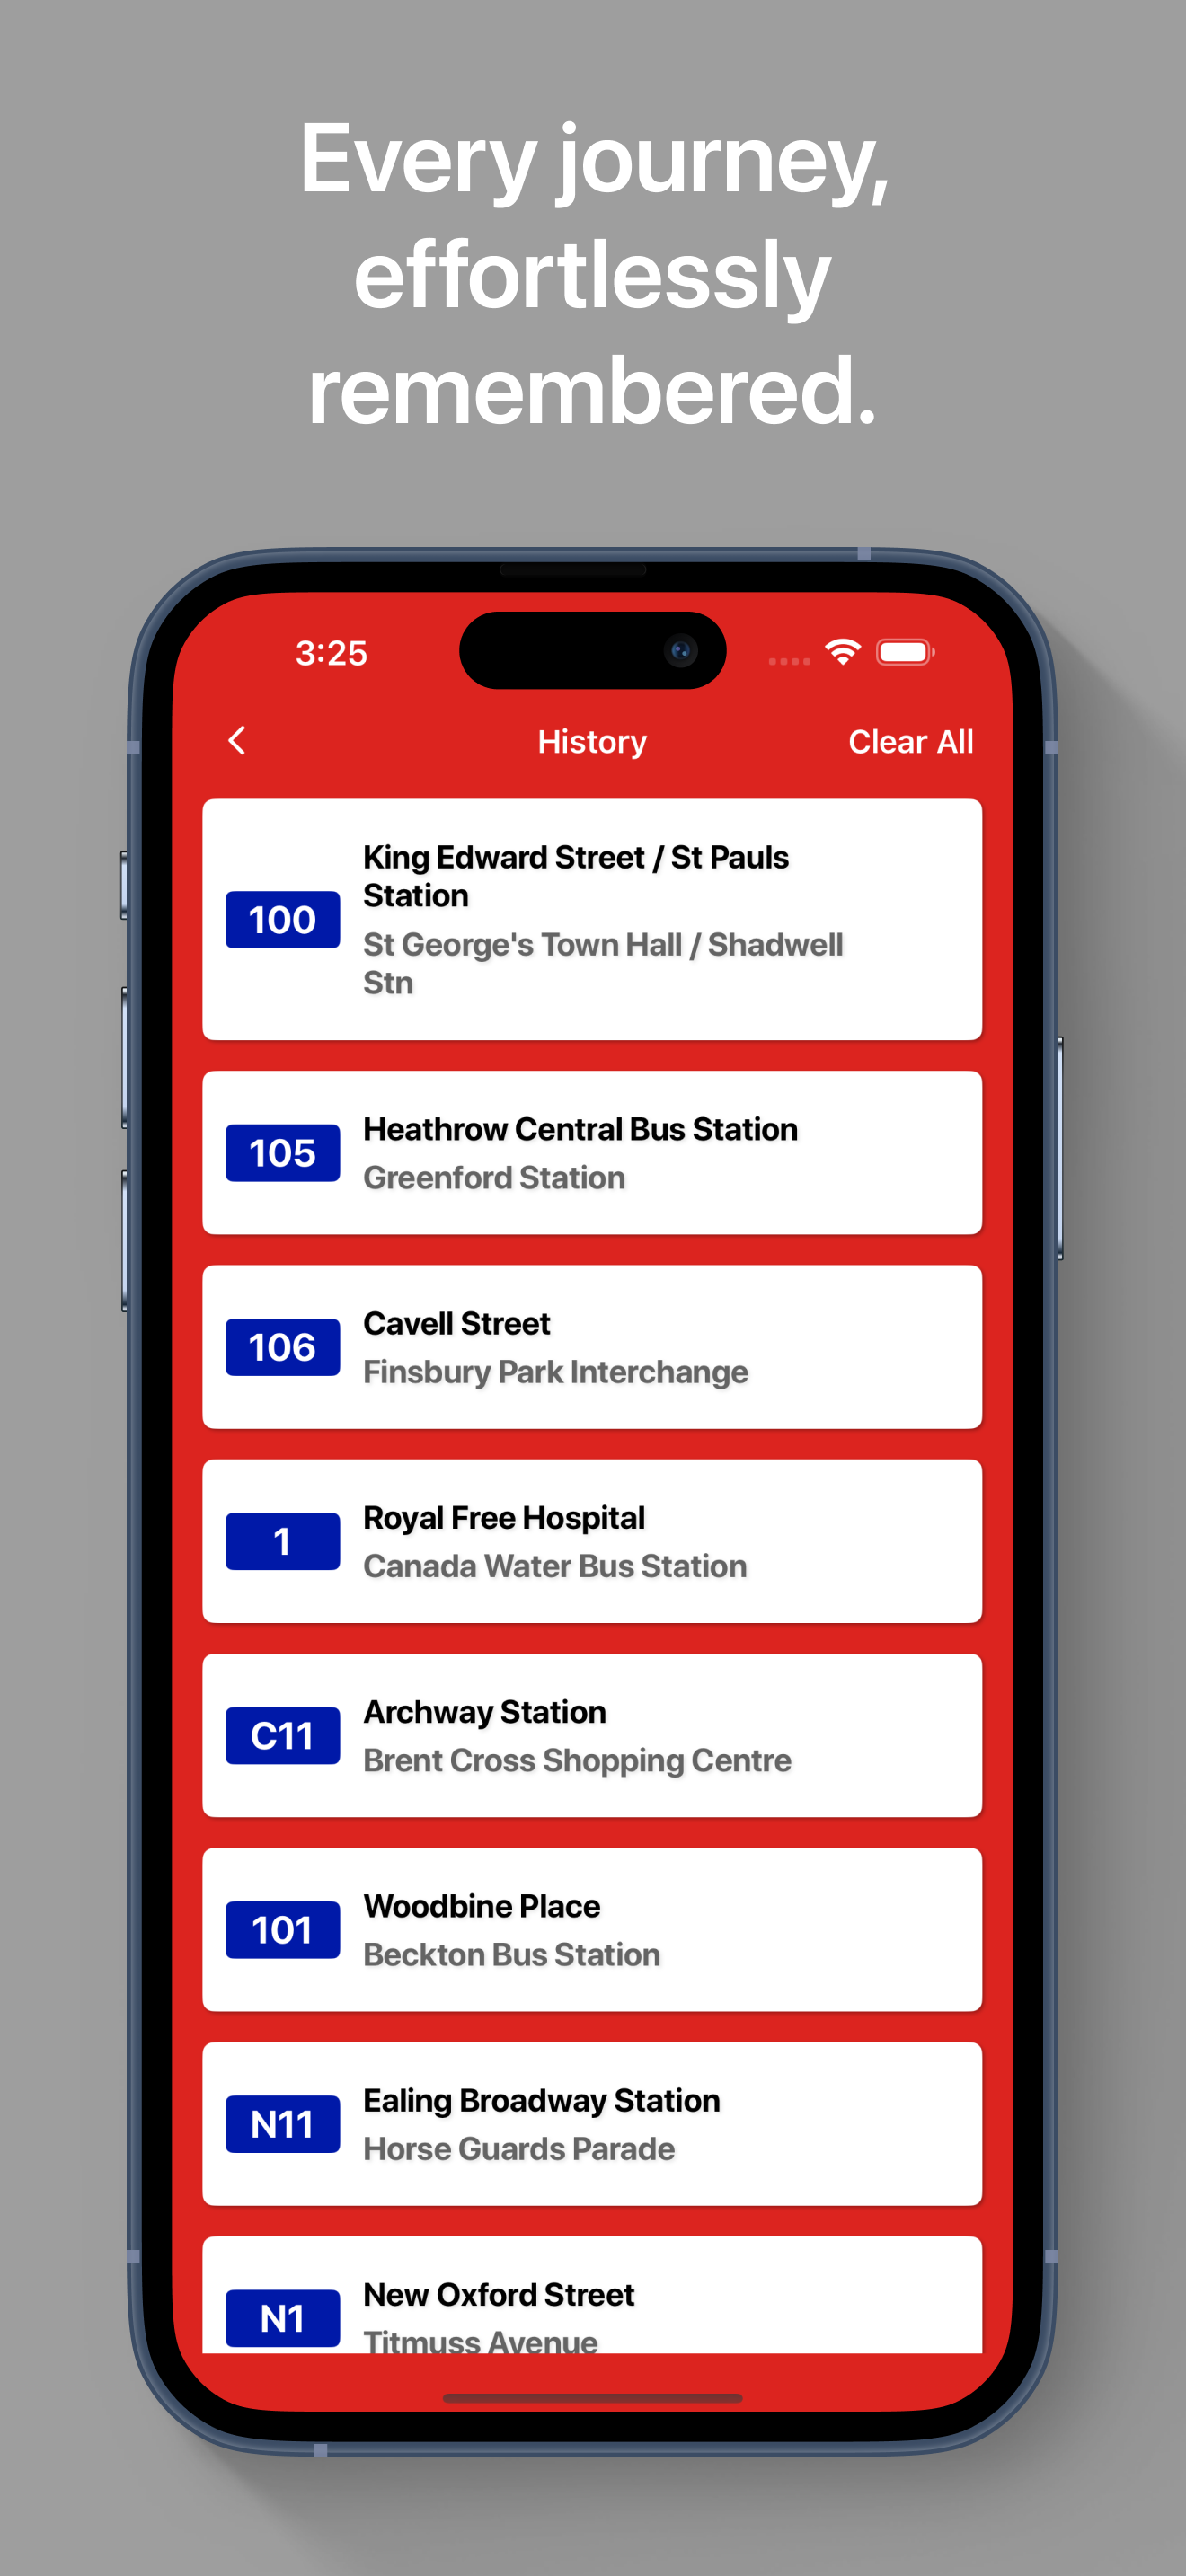 Every journey,
effortlessly
remembered.
3:25
History
Clear All
100
King Edward Street / St Pauls
Station
St George's Town Hall / Shadwell
Stn
105
Heathrow Central Bus Station
Greenford Station
106
Cavell Street
Finsbury Park Interchange
1
Royal Free Hospital
Canada Water Bus Station
C11
Archway Station
Brent Cross Shopping Centre
101
Woodbine Place
Beckton Bus Station
N11
Ealing Broadway Station
Horse Guards Parade
N1
New Oxford Street
Titmuss Avenue